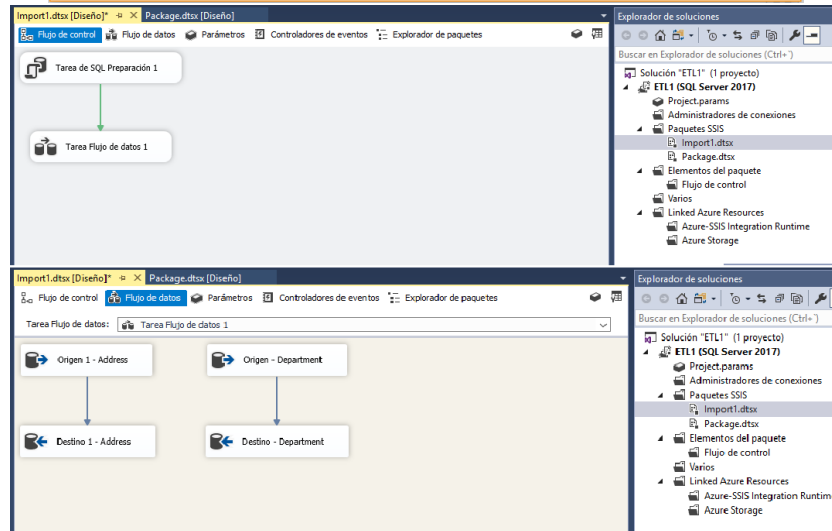 Import1.dtsx [Diseño]*
Package.dtsx [Diseño]
Flujo de control
Flujo de datos
Parámetros
Controladores de eventos
Explorador de paquetes
Tarea de SQL Preparación 1
Tarea Flujo de datos 1
Explorador de soluciones
Buscar en Explorador de soluciones (Ctrl+`)
Solución "ETL1" (1 proyecto)
ETL1 (SQL Server 2017)
Project.params
Administradores de conexiones
Paquetes SSIS
Import1.dtsx
Package.dtsx
Elementos del paquete
Flujo de control
Varios
Linked Azure Resources
Azure-SSIS Integration Runtime
Azure Storage
Import1.dtsx [Diseño]*
Package.dtsx [Diseño]
Flujo de control
Flujo de datos
Parámetros
Controladores de eventos
Explorador de paquetes
Tarea Flujo de datos:
Tarea Flujo de datos 1
Origen 1 - Address
Origen - Department
Destino 1 - Address
Destino - Department
Explorador de soluciones
Buscar en Explorador de soluciones (Ctrl+`)
Solución "ETL1" (1 proyecto)
ETL1 (SQL Server 2017)
Project.params
Administradores de conexiones
Paquetes SSIS
Import1.dtsx
Package.dtsx
Elementos del paquete
Flujo de control
Varios
Linked Azure Resources
Azure-SSIS Integration Runtim
Azure Storage